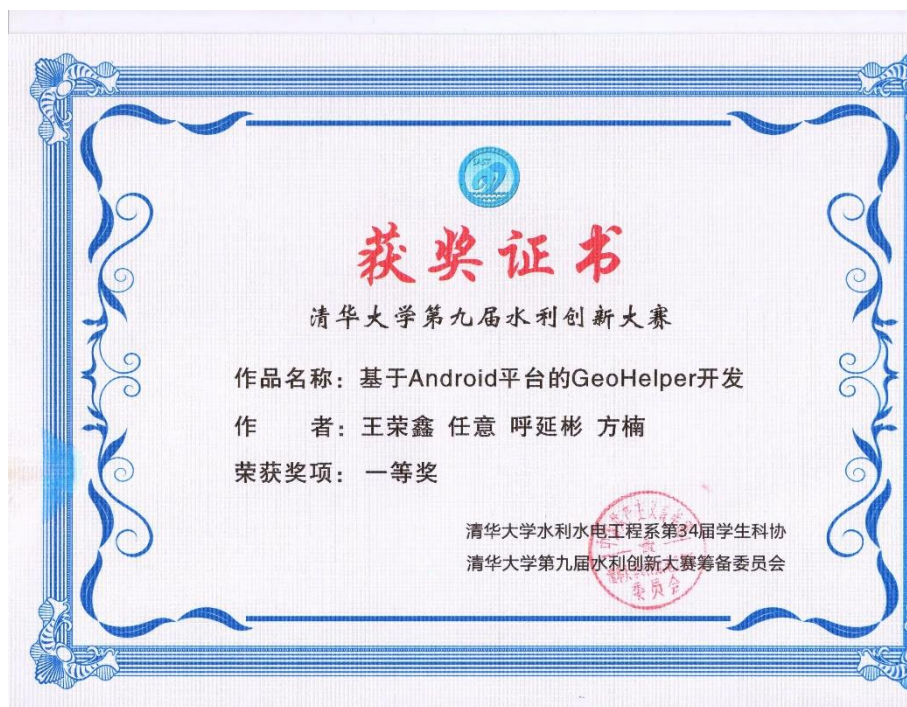 获奖证书
清华大学第九届水利创新大赛
作品名称：基于Android平台的GeoHelper开发
作 者：王荣鑫 任意 呼延彬 方楠
荣获奖项：一等奖
清华大学水利水电工程系第34届学生科协
清华大学第九届水利创新大赛筹备委员会
委员会